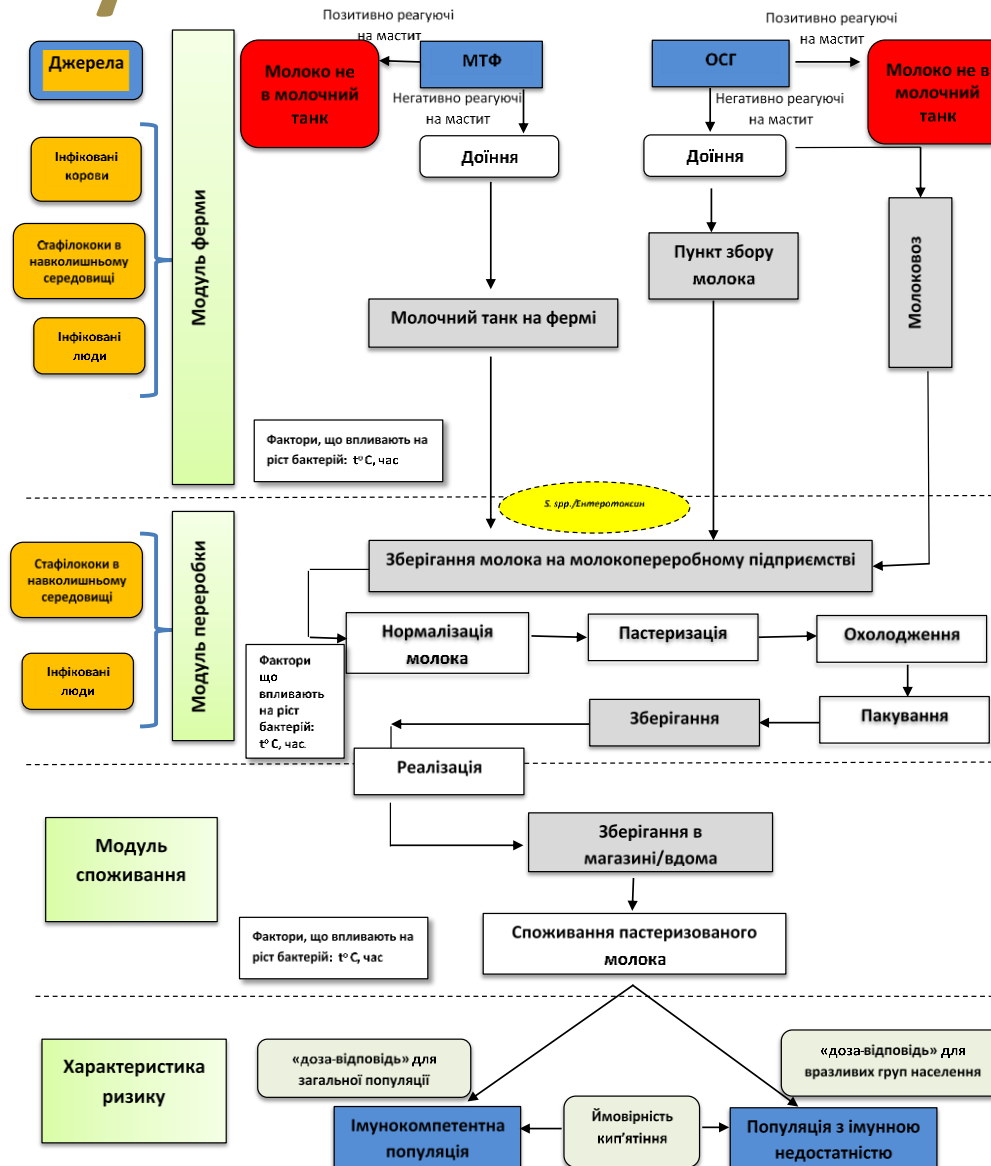 Джерела
Інфіковані
корови
Стафілококи в
навколишньому
середовищі
Інфіковані
люди
Модуль ферми
Позитивно реагуючі
на мастит
Молоко не
в молочний
танк
МТФ
Негативно реагуючі
на мастит
Доїння
Молочний танк на фермі
Позитивно реагуючі
на мастит
ОСГ
Молоко не в
молочний
танк
Негативно реагуючі
на мастит
Доїння
Пункт збору
молока
Молоковоз
Фактори, що впливають на
ріст бактерій: t⁰ С, час
S. spp./Ентеротоксин
Стафілококи в
навколишньому
середовищі
Інфіковані
люди
Модуль переробки
Зберігання молока на молокопереробному підприємстві
Фактори
що
впливають
на ріст
бактерій:
t⁰ С, час.
Нормалізація
молока
Пастеризація
Охолодження
Пакування
Зберігання
Реалізація
Модуль
споживання
Зберігання в
магазині/вдома
Фактори, що впливають на
ріст бактерій: t⁰ С, час
Споживання пастеризованого
молока
Характеристика
ризику
«доза-відповідь» для
загальної популяції
«доза-відповідь» для
вразливих груп населення
Імунокомпетентна
популяція
Ймовірність
кип’ятіння
Популяція з імунною
недостатністю